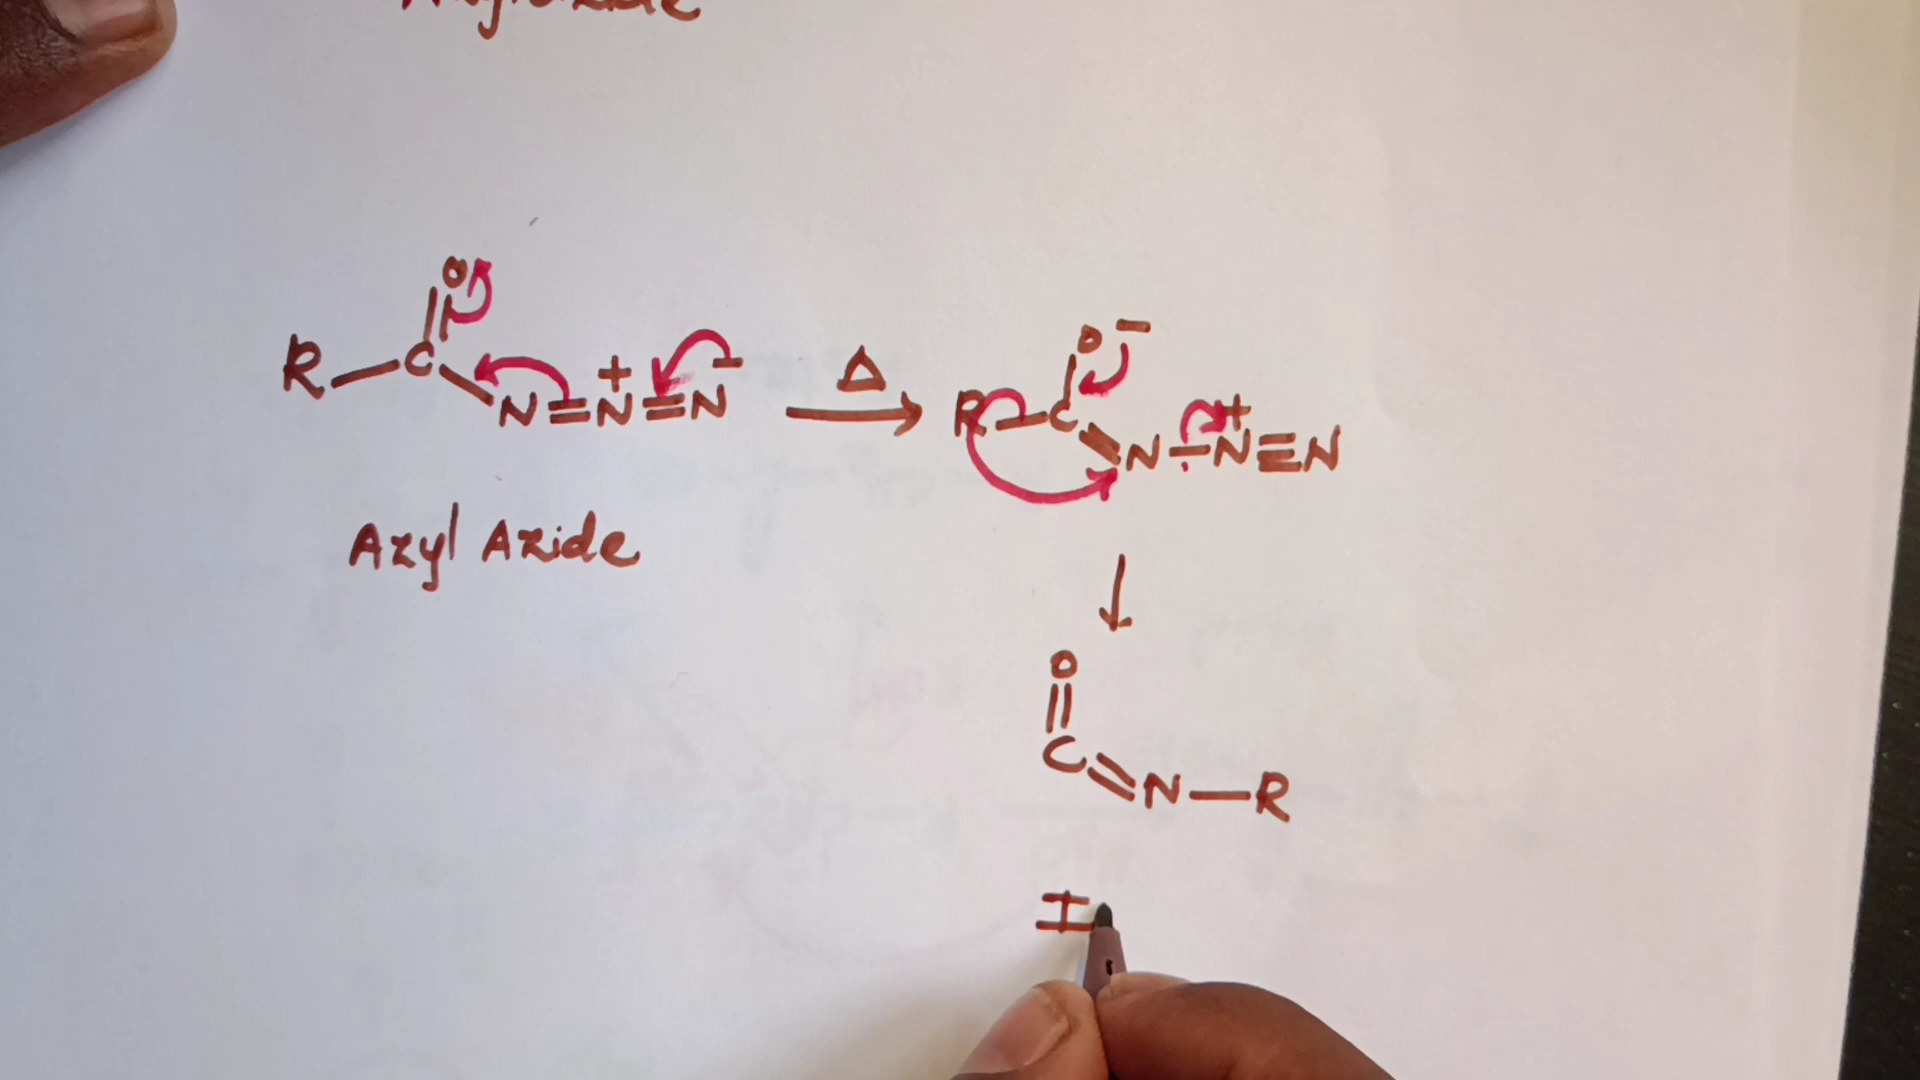 O
R—C
N=N=N
+ −
Δ
O −
R—C
N—N≡N
+
Azyl Azide
O
C=N—R
I